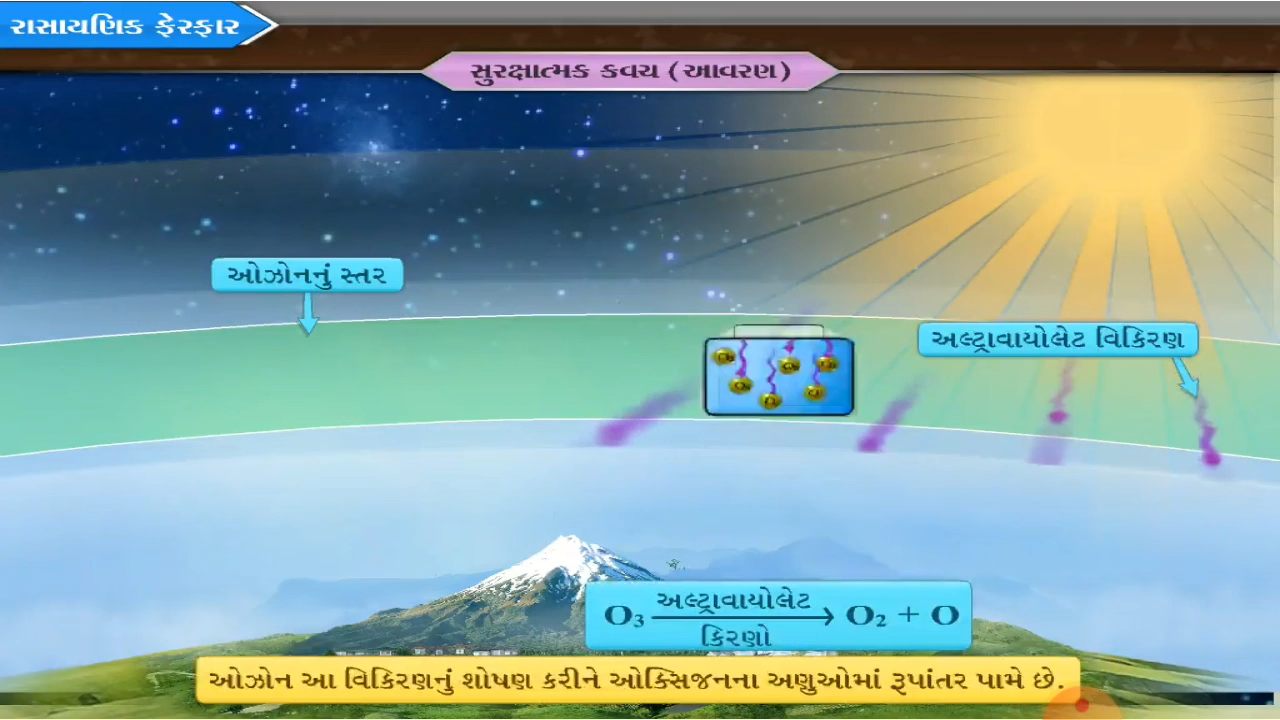 રાસાયણિક ફેરફાર
સુરક્ષાત્મક કવચ (આવરણ)
ઓઝોનનું સ્તર
અલ્ટ્રાવાયોલેટ વિકિરણ
O₃ અલ્ટ્રાવાયોલેટ કિરણો → O₂ + O
ઓઝોન આ વિકિરણનું શોષણ કરીને ઓક્સિજનના અણુઓમાં રૂપાંતર પામે છે.